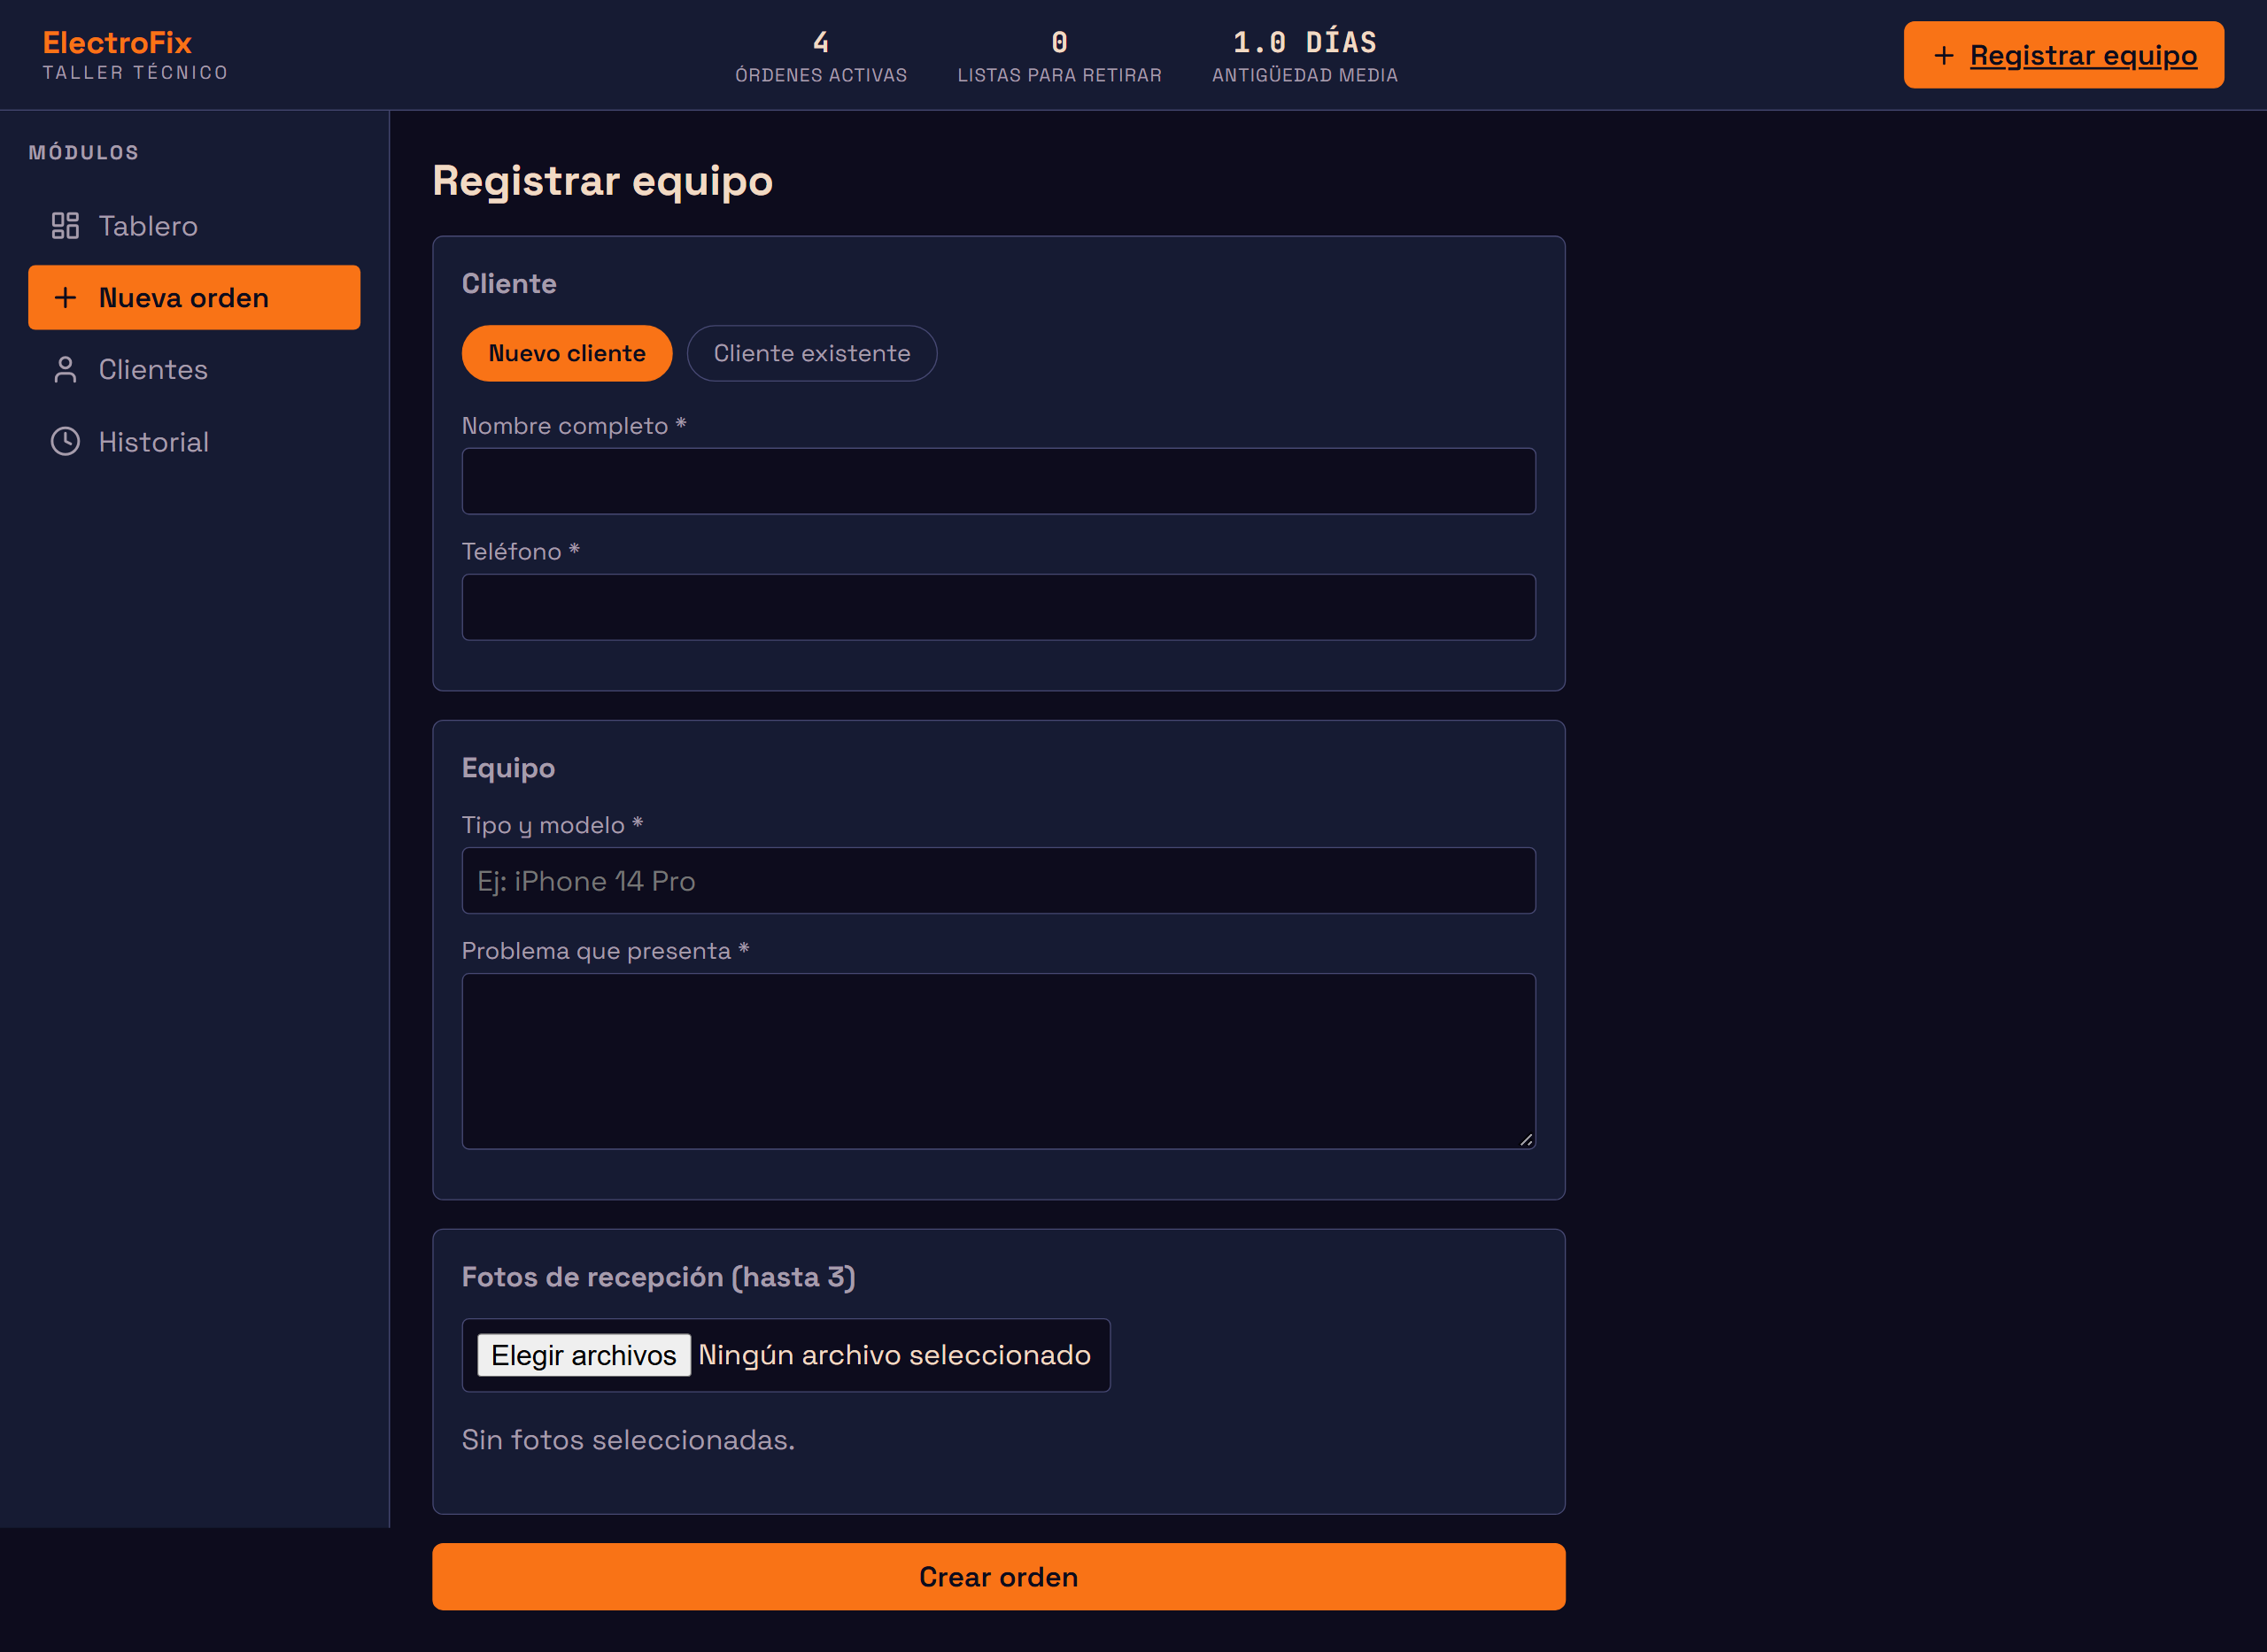 ElectroFix
TALLER TÉCNICO
4
ÓRDENES ACTIVAS
0
LISTAS PARA RETIRAR
1.0 DÍAS
ANTIGÜEDAD MEDIA
+ Registrar equipo
MÓDULOS
Tablero
+ Nueva orden
Clientes
Historial
Registrar equipo
Cliente
Nuevo cliente
Cliente existente
Nombre completo *
Teléfono *
Equipo
Tipo y modelo *
Ej: iPhone 14 Pro
Problema que presenta *
Fotos de recepción (hasta 3)
Elegir archivos Ningún archivo seleccionado
Sin fotos seleccionadas.
Crear orden